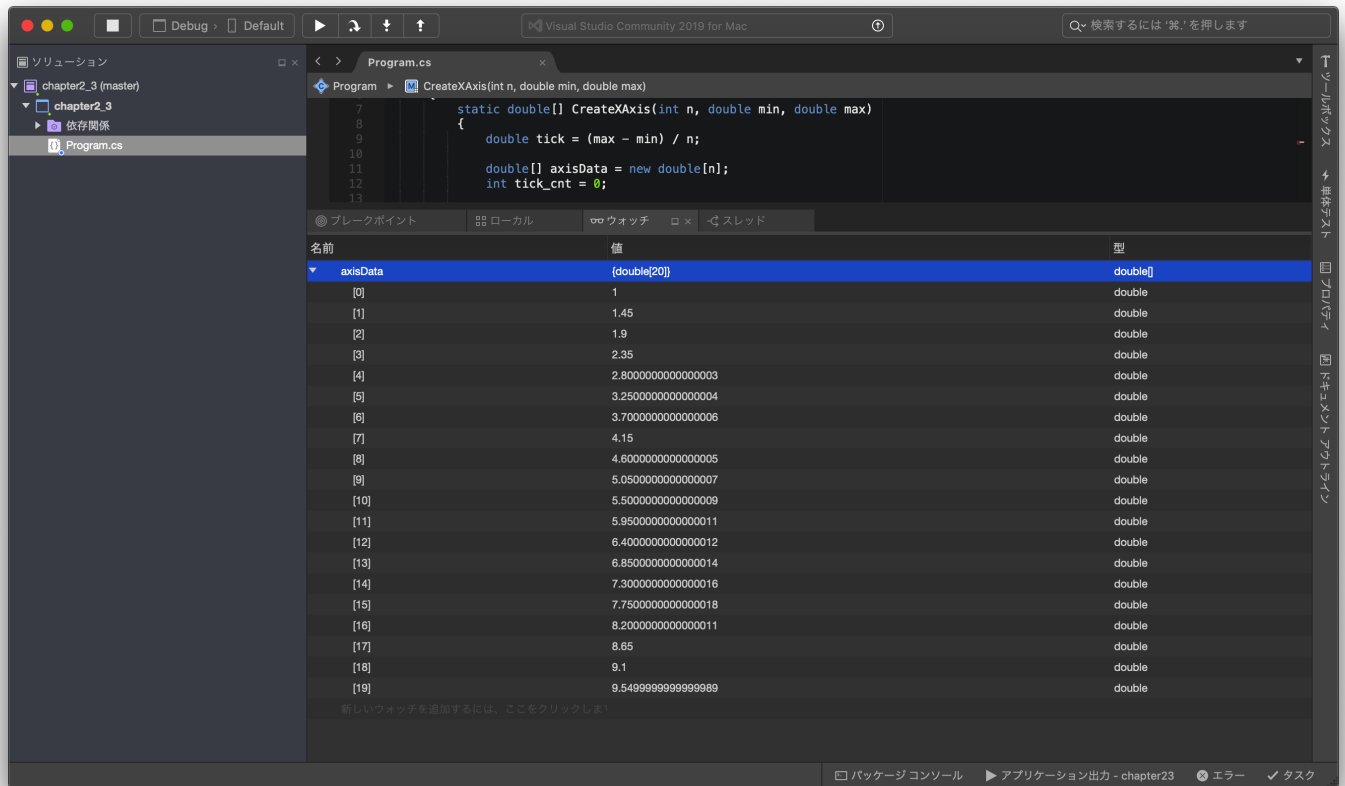 Debug › Default
Visual Studio Community 2019 for Mac
検索するには '⌘.' を押します
ソリューション
chapter2_3 (master)
chapter2_3
依存関係
Program.cs
Program.cs
Program ▸ CreateXAxis(int n, double min, double max)
7 static double[] CreateXAxis(int n, double min, double max)
8 {
9 double tick = (max - min) / n;
10
11 double[] axisData = new double[n];
12 int tick_cnt = 0;
13
ブレークポイント ローカル ウォッチ スレッド
名前 値 型
axisData {double[20]} double[]
[0] 1 double
[1] 1.45 double
[2] 1.9 double
[3] 2.35 double
[4] 2.8000000000000003 double
[5] 3.2500000000000004 double
[6] 3.7000000000000006 double
[7] 4.15 double
[8] 4.6000000000000005 double
[9] 5.0500000000000007 double
[10] 5.5000000000000009 double
[11] 5.9500000000000011 double
[12] 6.4000000000000012 double
[13] 6.8500000000000014 double
[14] 7.3000000000000016 double
[15] 7.7500000000000018 double
[16] 8.2000000000000011 double
[17] 8.65 double
[18] 9.1 double
[19] 9.5499999999999989 double
新しいウォッチを追加するには、ここをクリックします
ツールボックス
単体テスト
プロパティ
ドキュメント アウトライン
パッケージ コンソール アプリケーション出力 - chapter23 エラー タスク